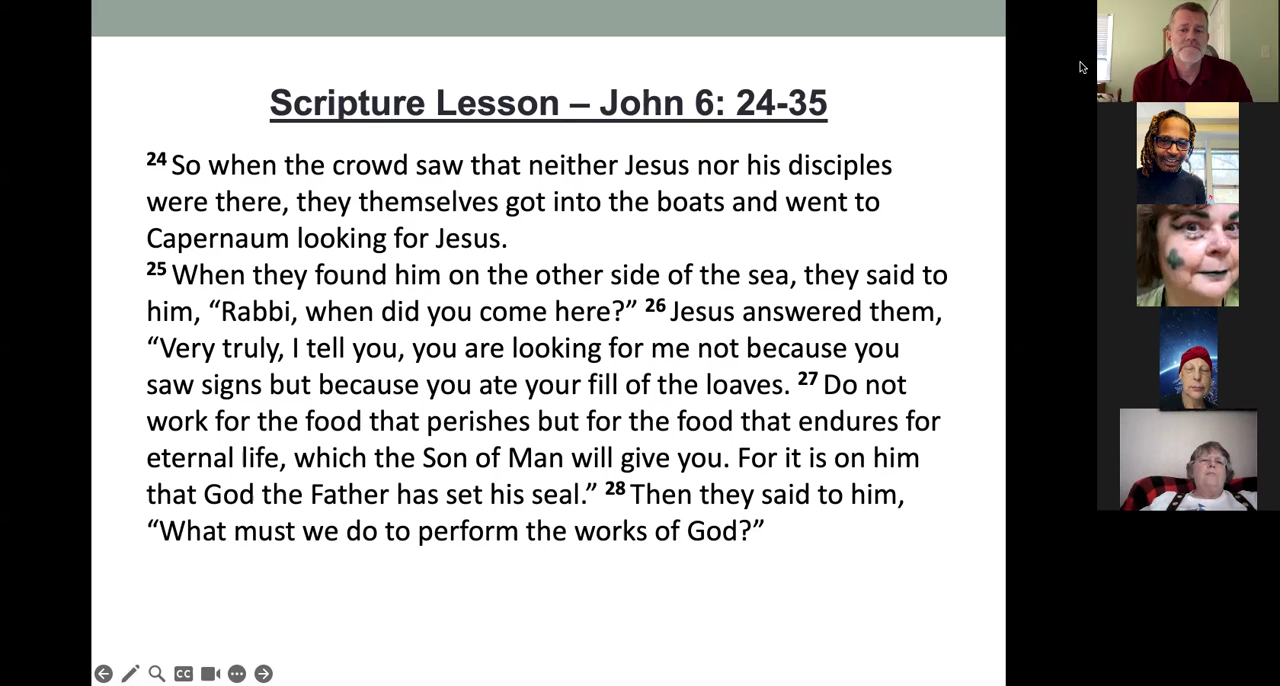 Scripture Lesson – John 6: 24-35
24 So when the crowd saw that neither Jesus nor his disciples
were there, they themselves got into the boats and went to
Capernaum looking for Jesus.
25 When they found him on the other side of the sea, they said to
him, “Rabbi, when did you come here?” 26 Jesus answered them,
“Very truly, I tell you, you are looking for me not because you
saw signs but because you ate your fill of the loaves. 27 Do not
work for the food that perishes but for the food that endures for
eternal life, which the Son of Man will give you. For it is on him
that God the Father has set his seal.” 28 Then they said to him,
“What must we do to perform the works of God?”
CC